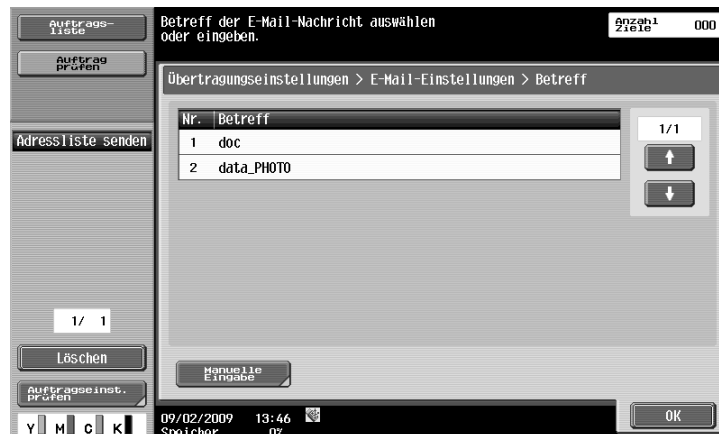 Auftrags-
liste
Auftrag
prüfen
Adressliste senden
1/ 1
Löschen
Auftragseinst.
prüfen
Y M C K
Betreff der E-Mail-Nachricht auswählen
oder eingeben.
Anzahl
Ziele 000
Übertragungseinstellungen > E-Mail-Einstellungen > Betreff
Nr. Betreff
1 doc
2 data_PHOTO
1/1
Manuelle
Eingabe
09/02/2009 13:46
Speicher 0%
OK